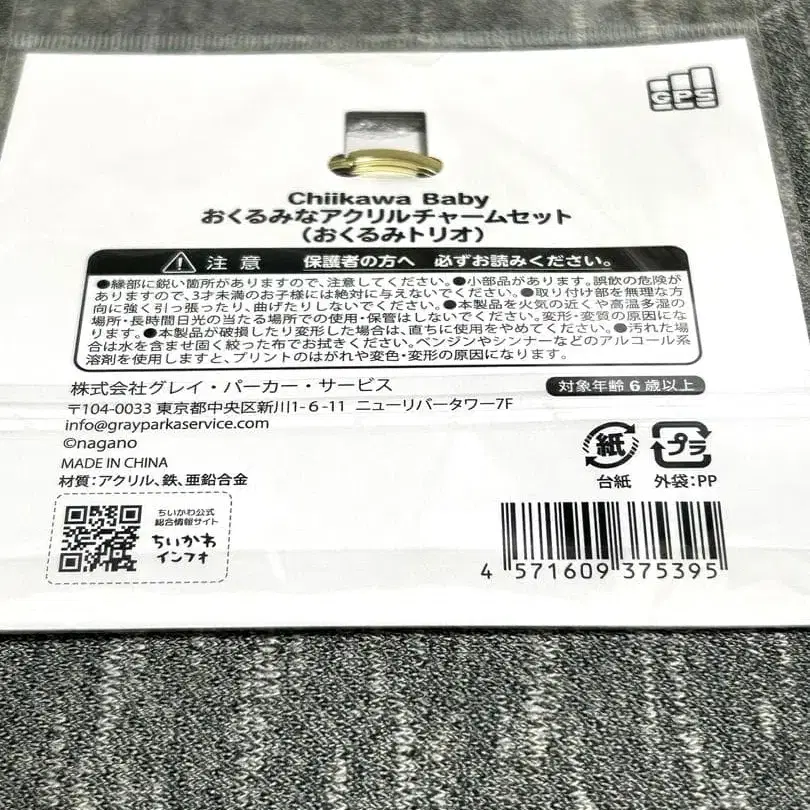 GPS
Chiikawa Baby
おくるみなアクリルチャームセット
（おくるみトリオ）
注意 保護者の方へ 必ずお読みください。
●縁部に鋭い箇所がありますので、注意してください。●小部品があります。誤飲の危険が
ありますので、3才未満のお子様には絶対に与えないでください。●取り付け部を無理な方
向に強く引っ張ったり、曲げたりしないでください。●本製品を火気の近くや高温多湿の
場所・長時間日光の当たる場所での使用・保管はしないでください。変形・変質の原因にな
ります。●本製品が破損したり変形した場合は、直ちに使用をやめてください。●汚れた場
合は水を含ませ固く絞った布でお拭きください。ベンジンやシンナーなどのアルコール系
溶剤を使用しますと、プリントのはがれや変色・変形の原因になります。
株式会社グレイ・パーカー・サービス
対象年齢6歳以上
〒104-0033 東京都中央区新川1-6-11 ニューリバータワー7F
info@grayparkaservice.com
©nagano
MADE IN CHINA
材質：アクリル、鉄、亜鉛合金
紙
プラ
台紙
外袋：PP
ちいかわ公式
総合情報サイト
ちいかわ
インフォ
4 571609 375395